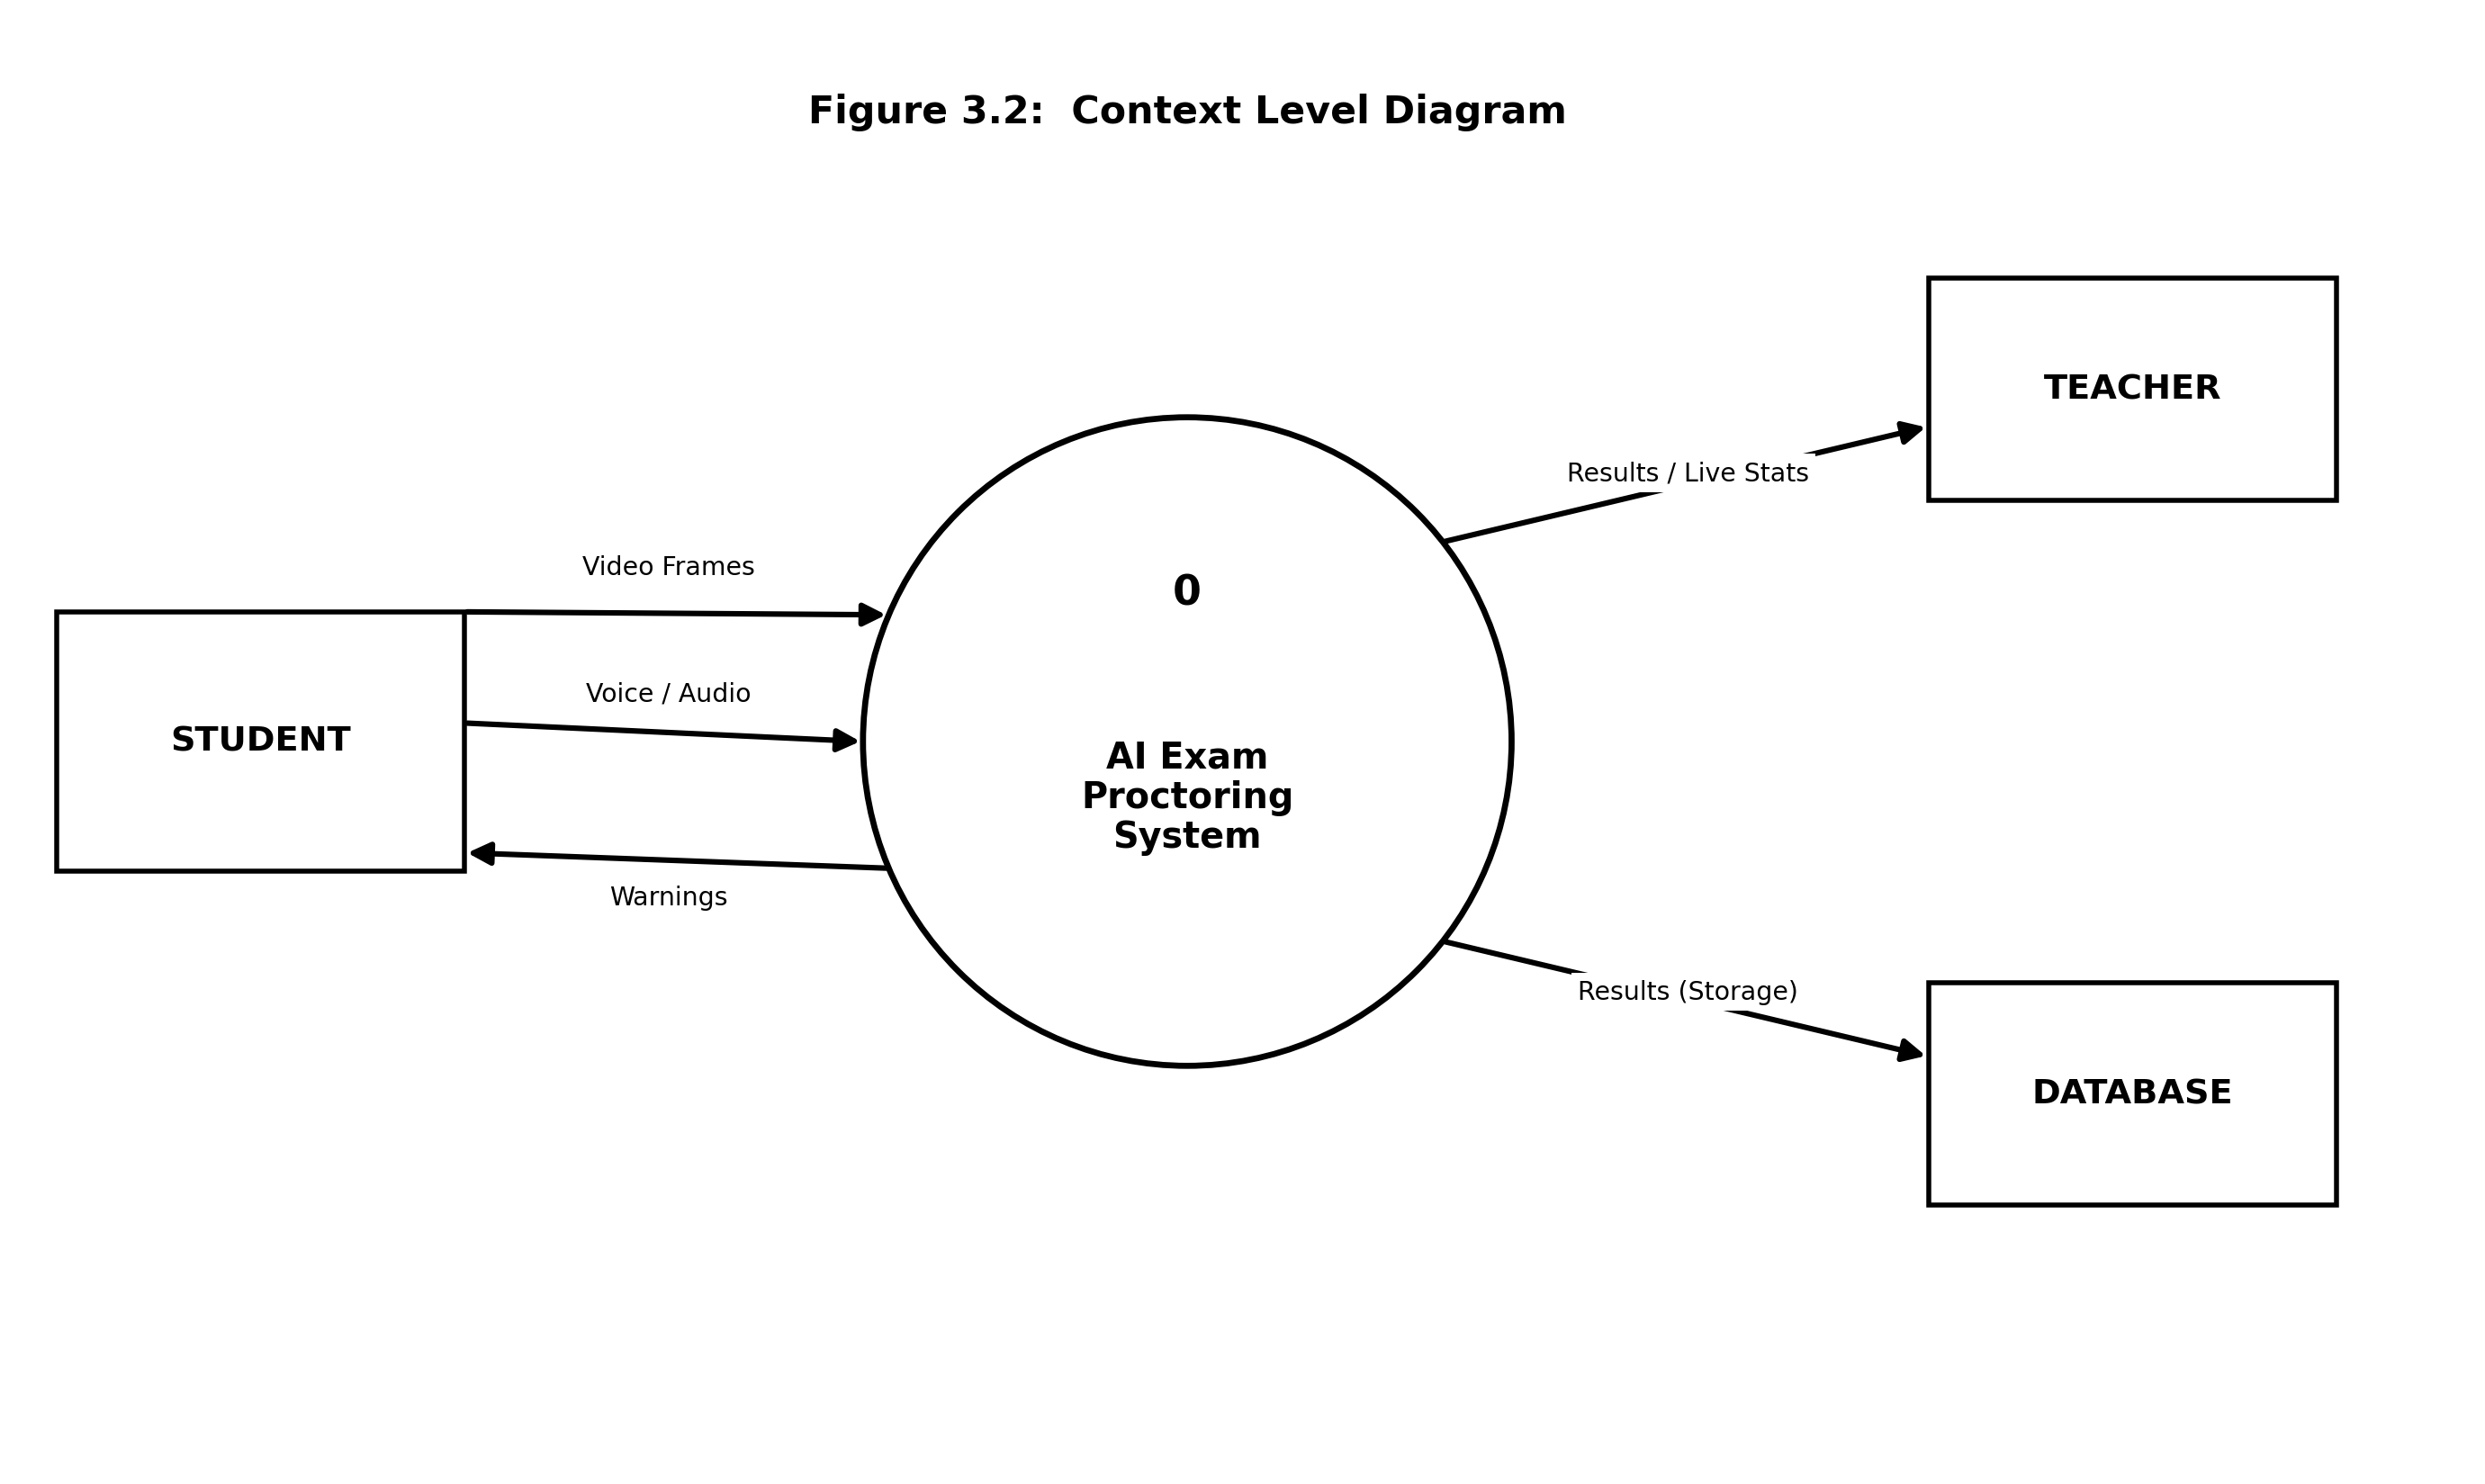 Figure 3.2:  Context Level Diagram
TEACHER
Results / Live Stats
Video Frames
0
Voice / Audio
STUDENT
AI Exam
Proctoring
System
Warnings
Results (Storage)
DATABASE